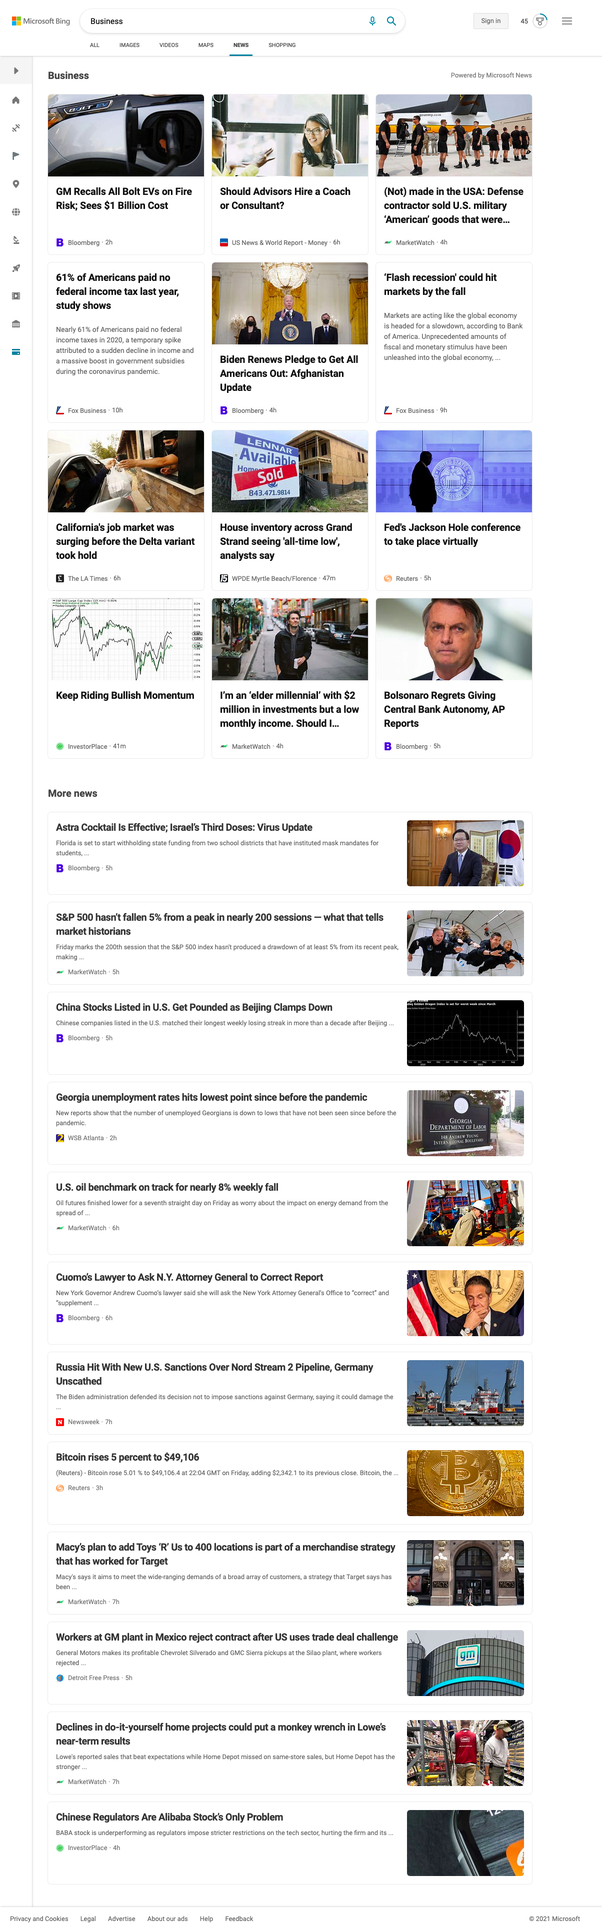 Microsoft Bing
Business
Sign in
45
ALL
IMAGES
VIDEOS
MAPS
NEWS
SHOPPING
Business
Powered by Microsoft News
BOLT EV
GM Recalls All Bolt EVs on Fire
Risk; Sees $1 Billion Cost
Bloomberg · 2h
Should Advisors Hire a Coach
or Consultant?
US News & World Report - Money · 6h
(Not) made in the USA: Defense
contractor sold U.S. military
‘American’ goods that were...
MarketWatch · 4h
61% of Americans paid no
federal income tax last year,
study shows
Nearly 61% of Americans paid no federal
income taxes in 2020, a temporary spike
attributed to a sudden decline in income and
a massive boost in government subsidies
during the coronavirus pandemic.
Fox Business · 10h
Biden Renews Pledge to Get All
Americans Out: Afghanistan
Update
Bloomberg · 4h
‘Flash recession’ could hit
markets by the fall
Markets are acting like the global economy
is headed for a slowdown, according to Bank
of America. Unprecedented amounts of
fiscal and monetary stimulus have been
unleashed into the global economy, ...
Fox Business · 9h
California’s job market was
surging before the Delta variant
took hold
The LA Times · 6h
LENNAR
Available
Sold
843.471.9814
House inventory across Grand
Strand seeing 'all-time low',
analysts say
WPDE Myrtle Beach/Florence · 47m
Fed's Jackson Hole conference
to take place virtually
Reuters · 5h
Keep Riding Bullish Momentum
InvestorPlace · 41m
I’m an ‘elder millennial’ with $2
million in investments but a low
monthly income. Should I...
MarketWatch · 4h
Bolsonaro Regrets Giving
Central Bank Autonomy, AP
Reports
Bloomberg · 5h
More news
Astra Cocktail Is Effective; Israel’s Third Doses: Virus Update
Florida is set to start withholding state funding from two school districts that have instituted mask mandates for
students, ...
Bloomberg · 5h
S&P 500 hasn’t fallen 5% from a peak in nearly 200 sessions — what that tells
market historians
Friday marks the 200th session that the S&P 500 index hasn’t produced a drawdown of at least 5% from its recent peak,
making ...
MarketWatch · 5h
China Stocks Listed in U.S. Get Pounded as Beijing Clamps Down
Chinese companies listed in the U.S. matched their longest weekly losing streak in more than a decade after Beijing ...
Bloomberg · 5h
Georgia unemployment rates hits lowest point since before the pandemic
New reports show that the number of unemployed Georgians is down to lows that have not been seen since before the
pandemic.
WSB Atlanta · 2h
GEORGIA
DEPARTMENT OF LABOR
148 ANDREW YOUNG
INTERNATIONAL BOULEVARD
U.S. oil benchmark on track for nearly 8% weekly fall
Oil futures finished lower for a seventh straight day on Friday as worry about the impact on energy demand from the
spread of ...
MarketWatch · 6h
Cuomo’s Lawyer to Ask N.Y. Attorney General to Correct Report
New York Governor Andrew Cuomo’s lawyer said she will ask the New York Attorney General’s Office to “correct” and
“supplement ...
Bloomberg · 6h
Russia Hit With New U.S. Sanctions Over Nord Stream 2 Pipeline, Germany
Unscathed
The Biden administration defended its decision not to impose sanctions against Germany, saying it could damage the
...
Newsweek · 7h
Bitcoin rises 5 percent to $49,106
(Reuters) - Bitcoin rose 5.01 % to $49,106.4 at 22:04 GMT on Friday, adding $2,342.1 to its previous close. Bitcoin, the ...
Reuters · 3h
Macy’s plan to add Toys ‘R’ Us to 400 locations is part of a merchandise strategy
that has worked for Target
Macy’s says it aims to meet the wide-ranging demands of a broad array of customers, a strategy that Target says has
been ...
MarketWatch · 7h
Workers at GM plant in Mexico reject contract after US uses trade deal challenge
General Motors makes its profitable Chevrolet Silverado and GMC Sierra pickups at the Silao plant, where workers
rejected ...
Detroit Free Press · 5h
gm
Declines in do-it-yourself home projects could put a monkey wrench in Lowe’s
near-term results
Lowe’s reported sales that beat expectations while Home Depot missed on same-store sales, but Home Depot has the
stronger ...
MarketWatch · 7h
Chinese Regulators Are Alibaba Stock’s Only Problem
BABA stock is underperforming as regulators impose stricter restrictions on the tech sector, hurting the firm and its ...
InvestorPlace · 4h
Privacy and Cookies
Legal
Advertise
About our ads
Help
Feedback
© 2021 Microsoft